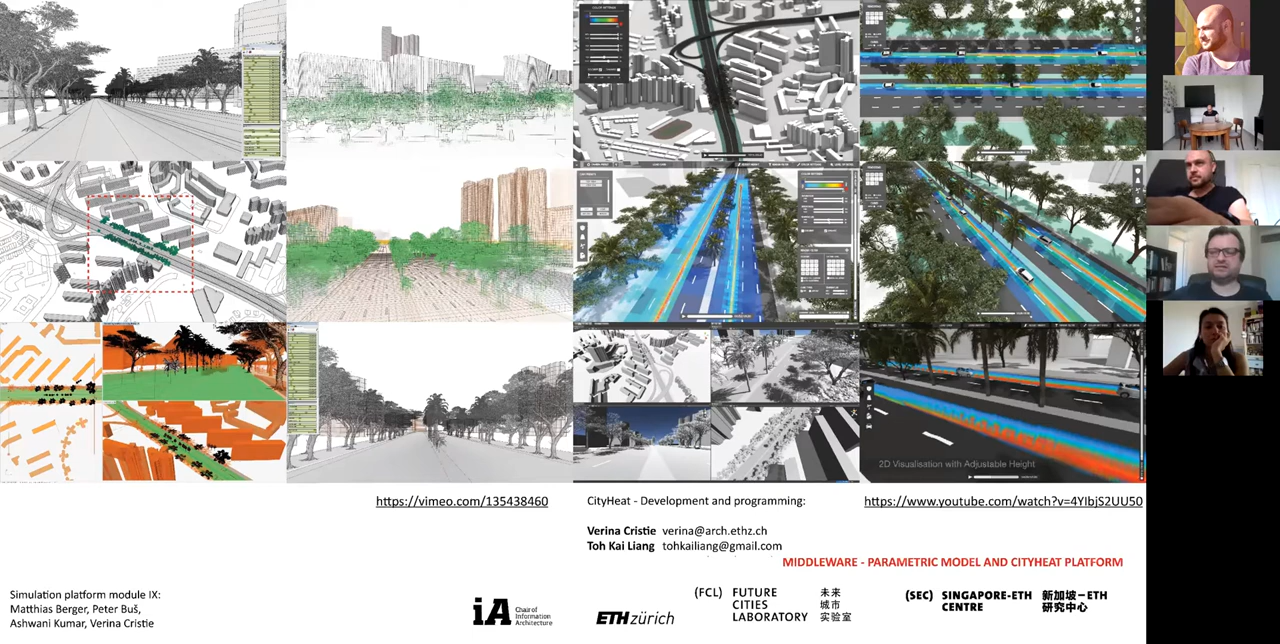 2D Visualisation with Adjustable Height
https://vimeo.com/135438460
CityHeat - Development and programming:
https://www.youtube.com/watch?v=4YIbjS2UU50
Verina Cristie verina@arch.ethz.ch
Toh Kai Liang tohkailiang@gmail.com
MIDDLEWARE - PARAMETRIC MODEL AND CITYHEAT PLATFORM
Simulation platform module IX:
Matthias Berger, Peter Buš,
Ashwani Kumar, Verina Cristie
iA
Chair of
Information
Architecture
ETH zürich
(FCL) FUTURE
CITIES
LABORATORY
未来
城市
实验室
(SEC) SINGAPORE-ETH
CENTRE
新加坡－ETH
研究中心